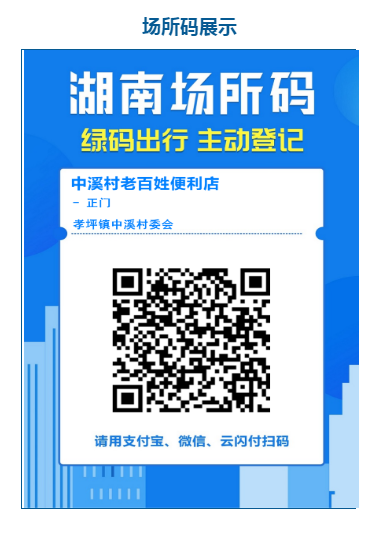 场所码展示
湖南场所码
绿码出行 主动登记
中溪村老百姓便利店
- 正门
孝坪镇中溪村委会
请用支付宝、微信、云闪付扫码